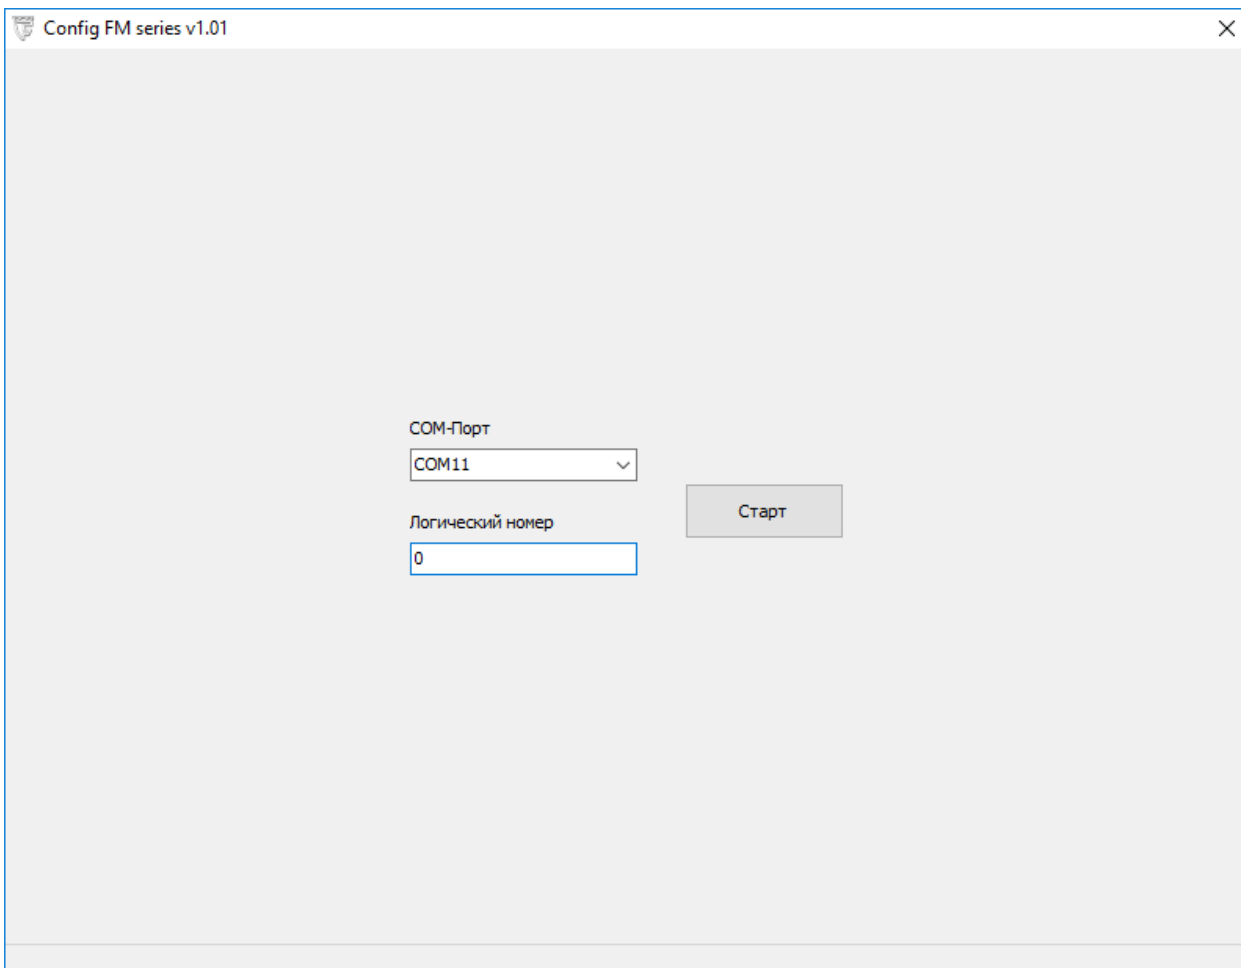 Config FM series v1.01
COM-Порт
COM11
Старт
Логический номер
0